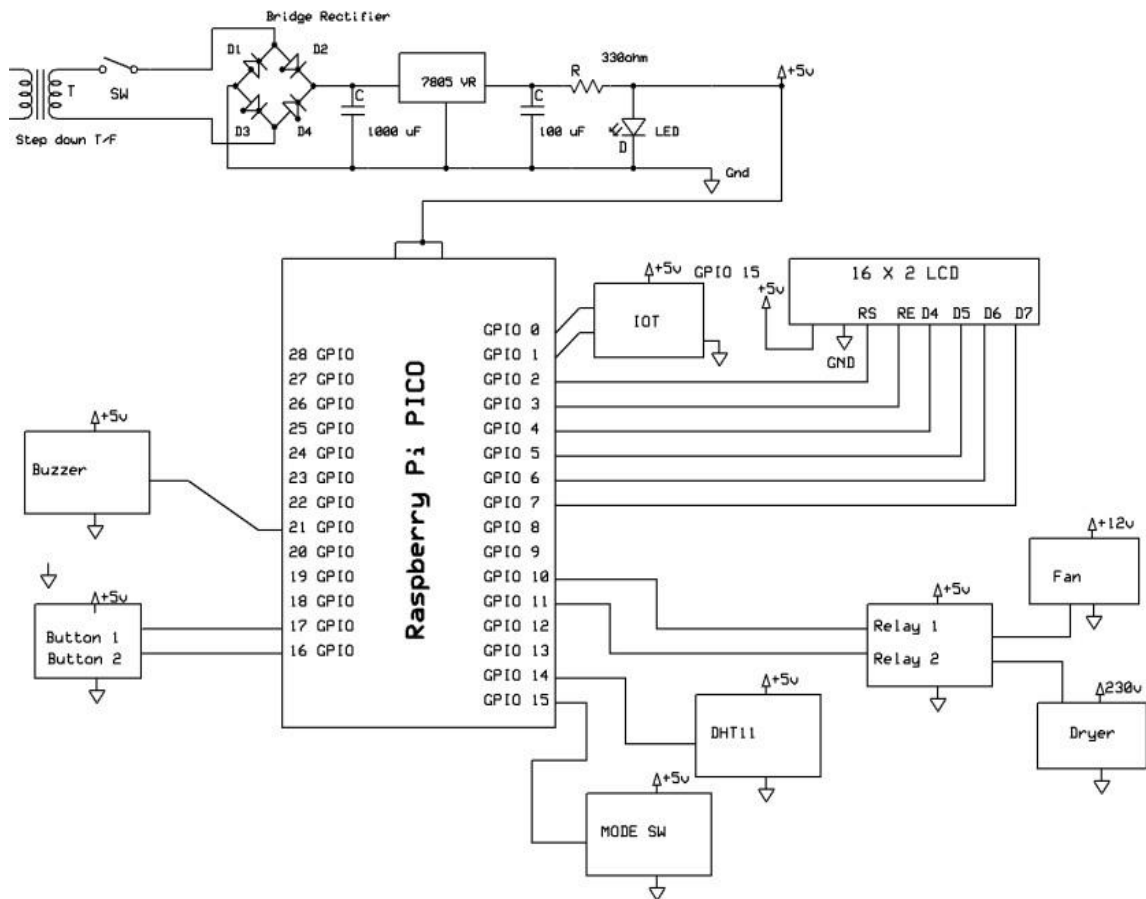 Bridge Rectifier
D1
D2
330ohm
R
+5v
7805 VR
T
SW
C
C
D3
D4
1000 uF
100 uF
LED
D
Step down T/F
Gnd
+5v
GPIO 15
16 X 2 LCD
+5v
RS RE D4 D5 D6 D7
IOT
GND
GPIO 0
GPIO 1
GPIO 2
GPIO 3
GPIO 4
GPIO 5
GPIO 6
GPIO 7
GPIO 8
GPIO 9
GPIO 10
GPIO 11
GPIO 12
GPIO 13
GPIO 14
GPIO 15
28 GPIO
27 GPIO
26 GPIO
25 GPIO
24 GPIO
23 GPIO
22 GPIO
21 GPIO
20 GPIO
19 GPIO
18 GPIO
17 GPIO
16 GPIO
Raspberry Pi PICO
+5v
Buzzer
+5v
Button 1
Button 2
+12v
Fan
+5v
Relay 1
Relay 2
230v
Dryer
+5v
DHT11
+5v
MODE SW